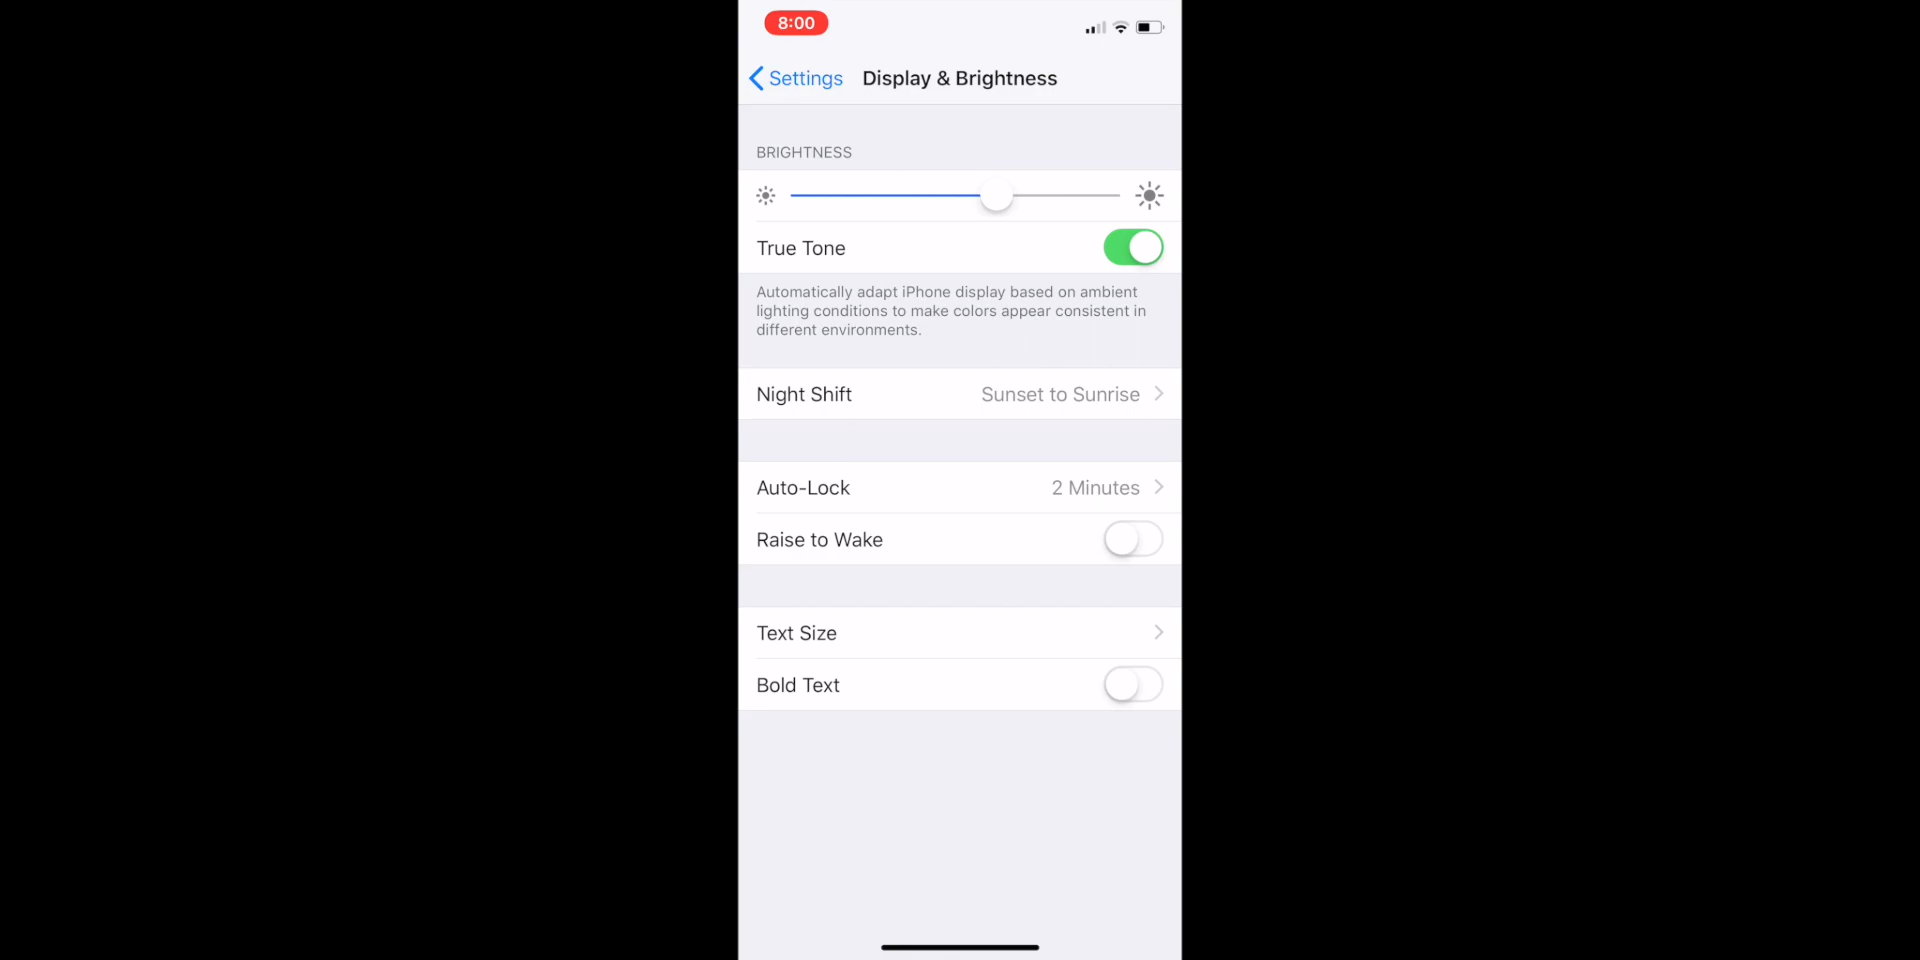 8:00
Settings Display & Brightness
BRIGHTNESS
True Tone
Automatically adapt iPhone display based on ambient
lighting conditions to make colors appear consistent in
different environments.
Night Shift Sunset to Sunrise
Auto-Lock 2 Minutes
Raise to Wake
Text Size
Bold Text